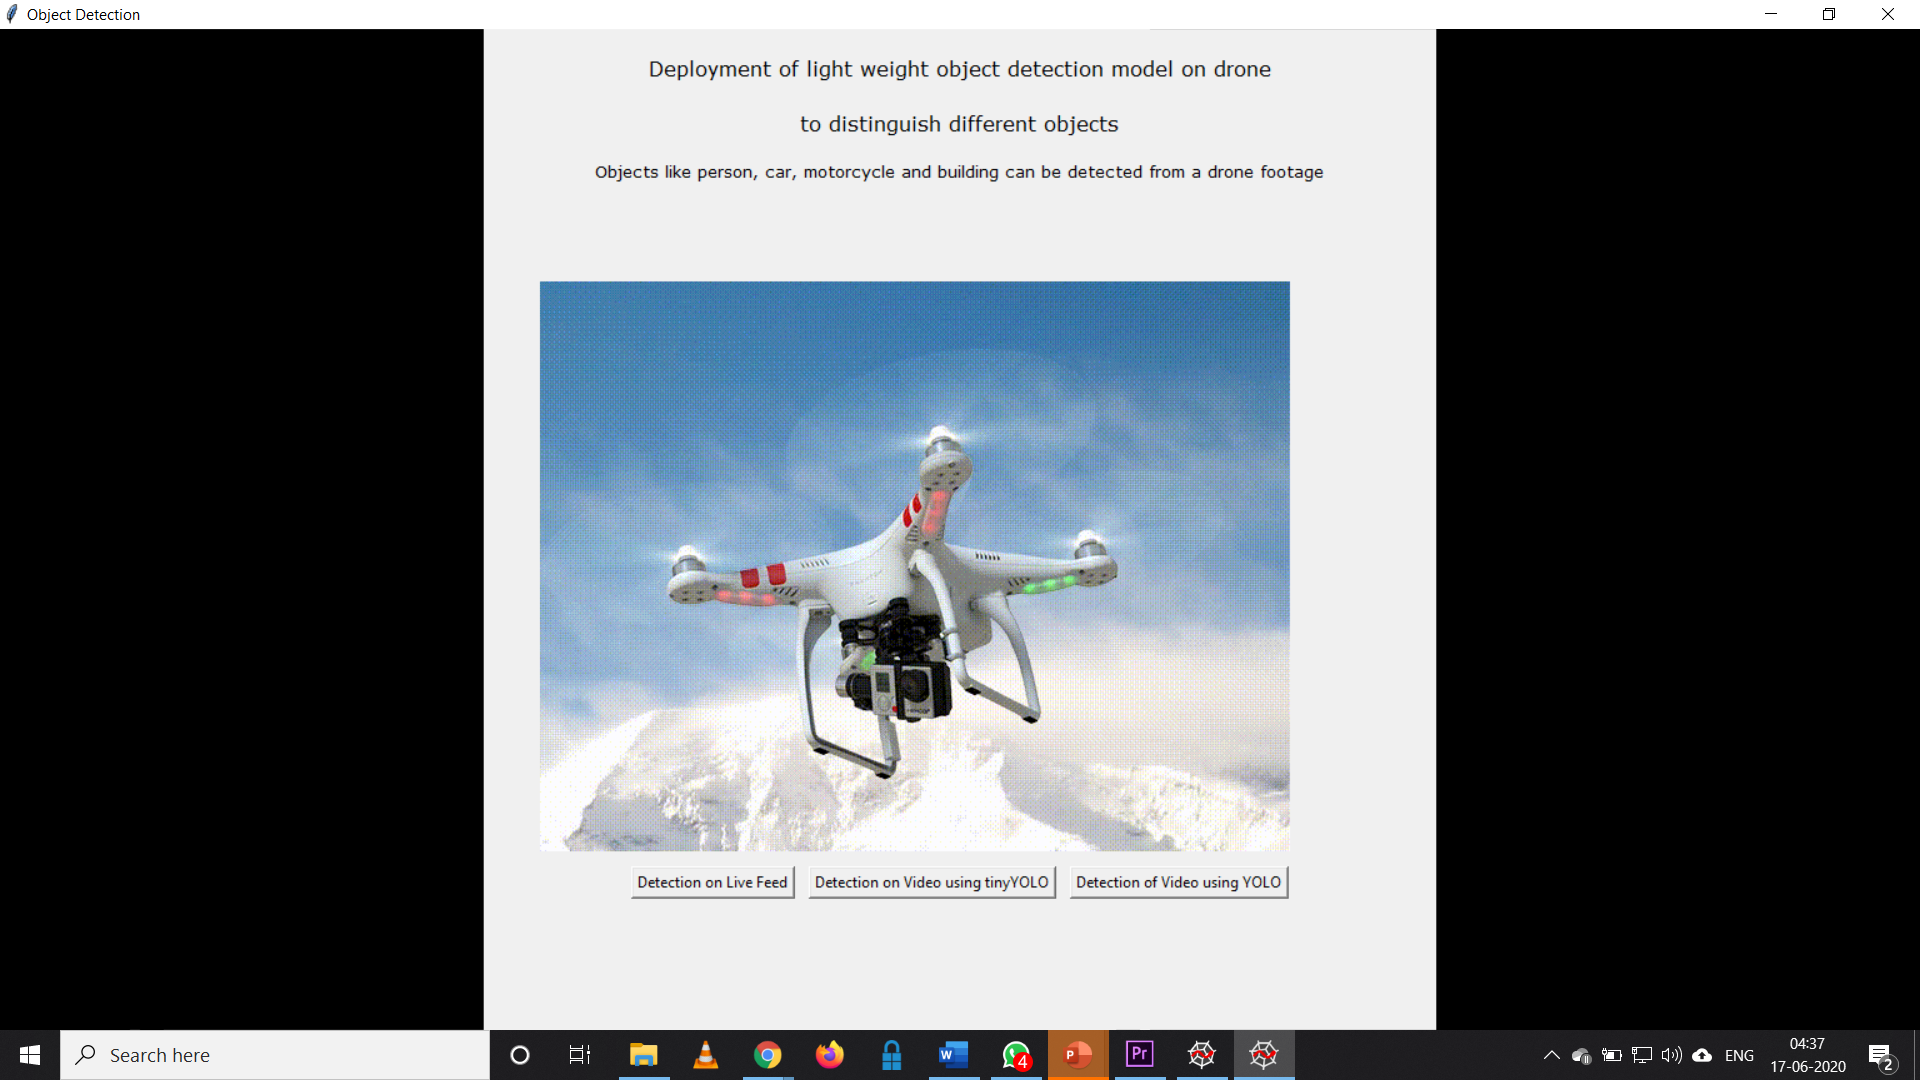 Object Detection
Deployment of light weight object detection model on drone
to distinguish different objects
Objects like person, car, motorcycle and building can be detected from a drone footage
Detection on Live Feed
Detection on Video using tinyYOLO
Detection of Video using YOLO
Search here
W
4
P
Pr
ENG
04:37
17-06-2020
2